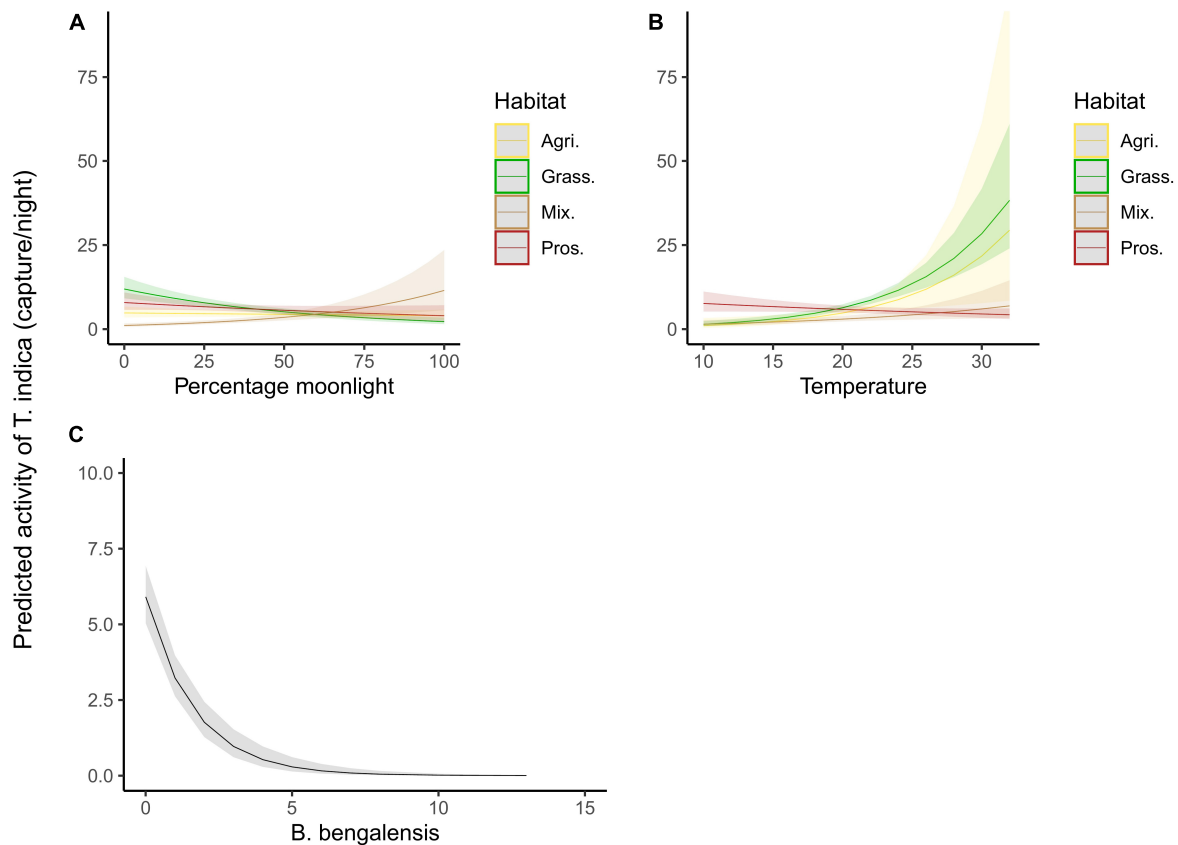 Predicted activity of T. indica (capture/night)
A
75
50
25
0
0 25 50 75 100
Percentage moonlight
Habitat
Agri.
Grass.
Mix.
Pros.
B
75
50
25
0
10 15 20 25 30
Temperature
Habitat
Agri.
Grass.
Mix.
Pros.
C
10.0
7.5
5.0
2.5
0.0
0 5 10 15
B. bengalensis